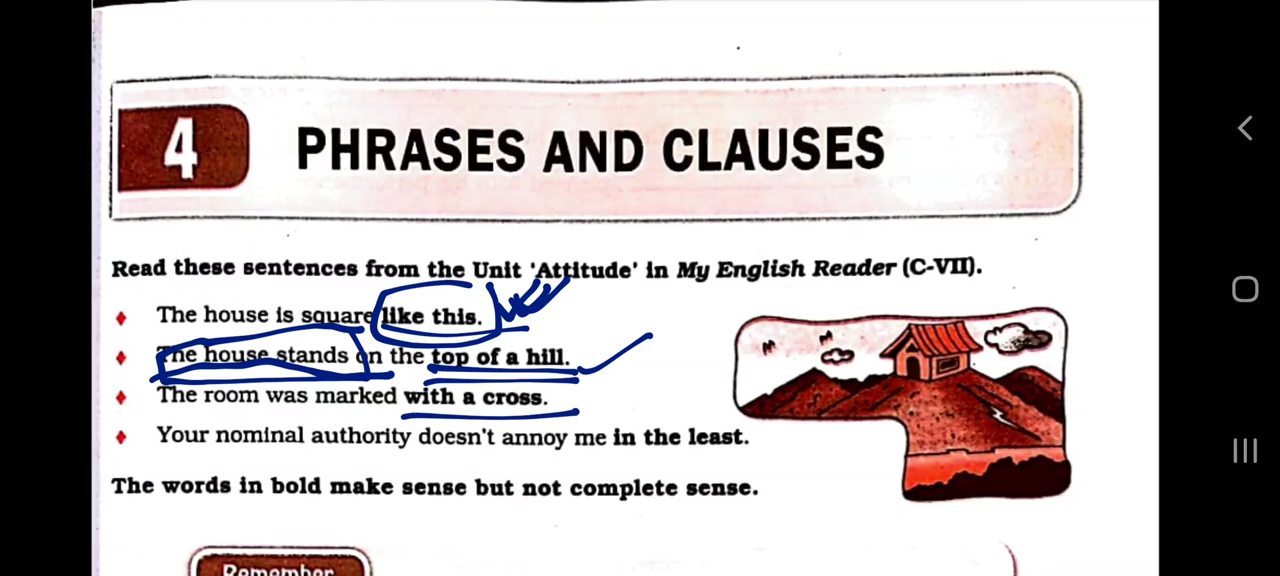 4 PHRASES AND CLAUSES
Read these sentences from the Unit 'Attitude' in My English Reader (C-VII).
♦ The house is square like this.
♦ The house stands on the top of a hill.
♦ The room was marked with a cross.
♦ Your nominal authority doesn't annoy me in the least.
The words in bold make sense but not complete sense.
Remember